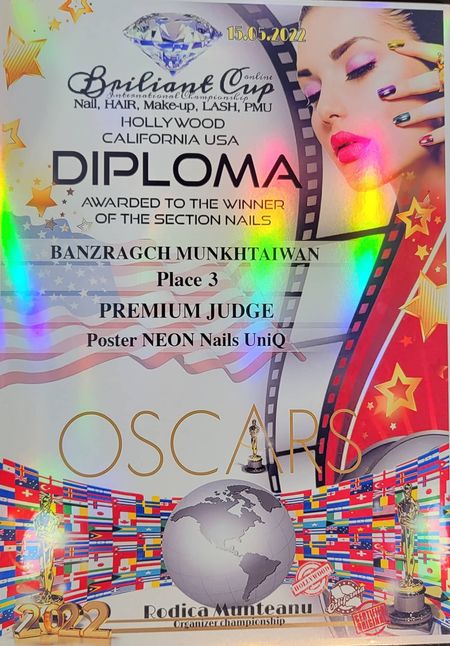 15.05.2022
Briliant Cup
online
International Championship
Nail, HAIR, Make-up, LASH, PMU
HOLLYWOOD
CALIFORNIA USA
DIPLOMA
AWARDED TO THE WINNER
OF THE SECTION NAILS
BANZRAGCH MUNKHTAIWAN
Place 3
PREMIUM JUDGE
Poster NEON Nails UniQ
OSCARS
HOLLYWOOD
2022
Rodica Munteanu
Organizer championship